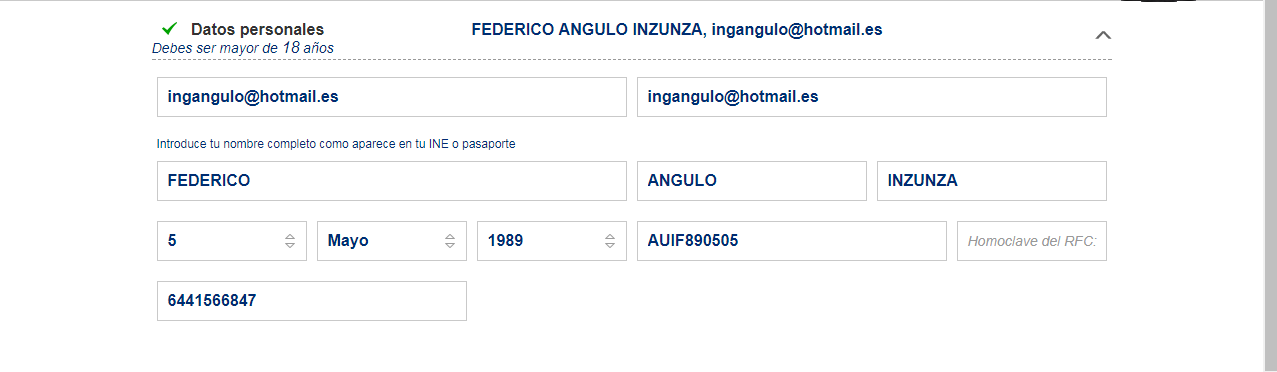 Datos personales FEDERICO ANGULO INZUNZA, ingangulo@hotmail.es
Debes ser mayor de 18 años
ingangulo@hotmail.es ingangulo@hotmail.es
Introduce tu nombre completo como aparece en tu INE o pasaporte
FEDERICO ANGULO INZUNZA
5 Mayo 1989 AUIF890505 Homoclave del RFC:
6441566847